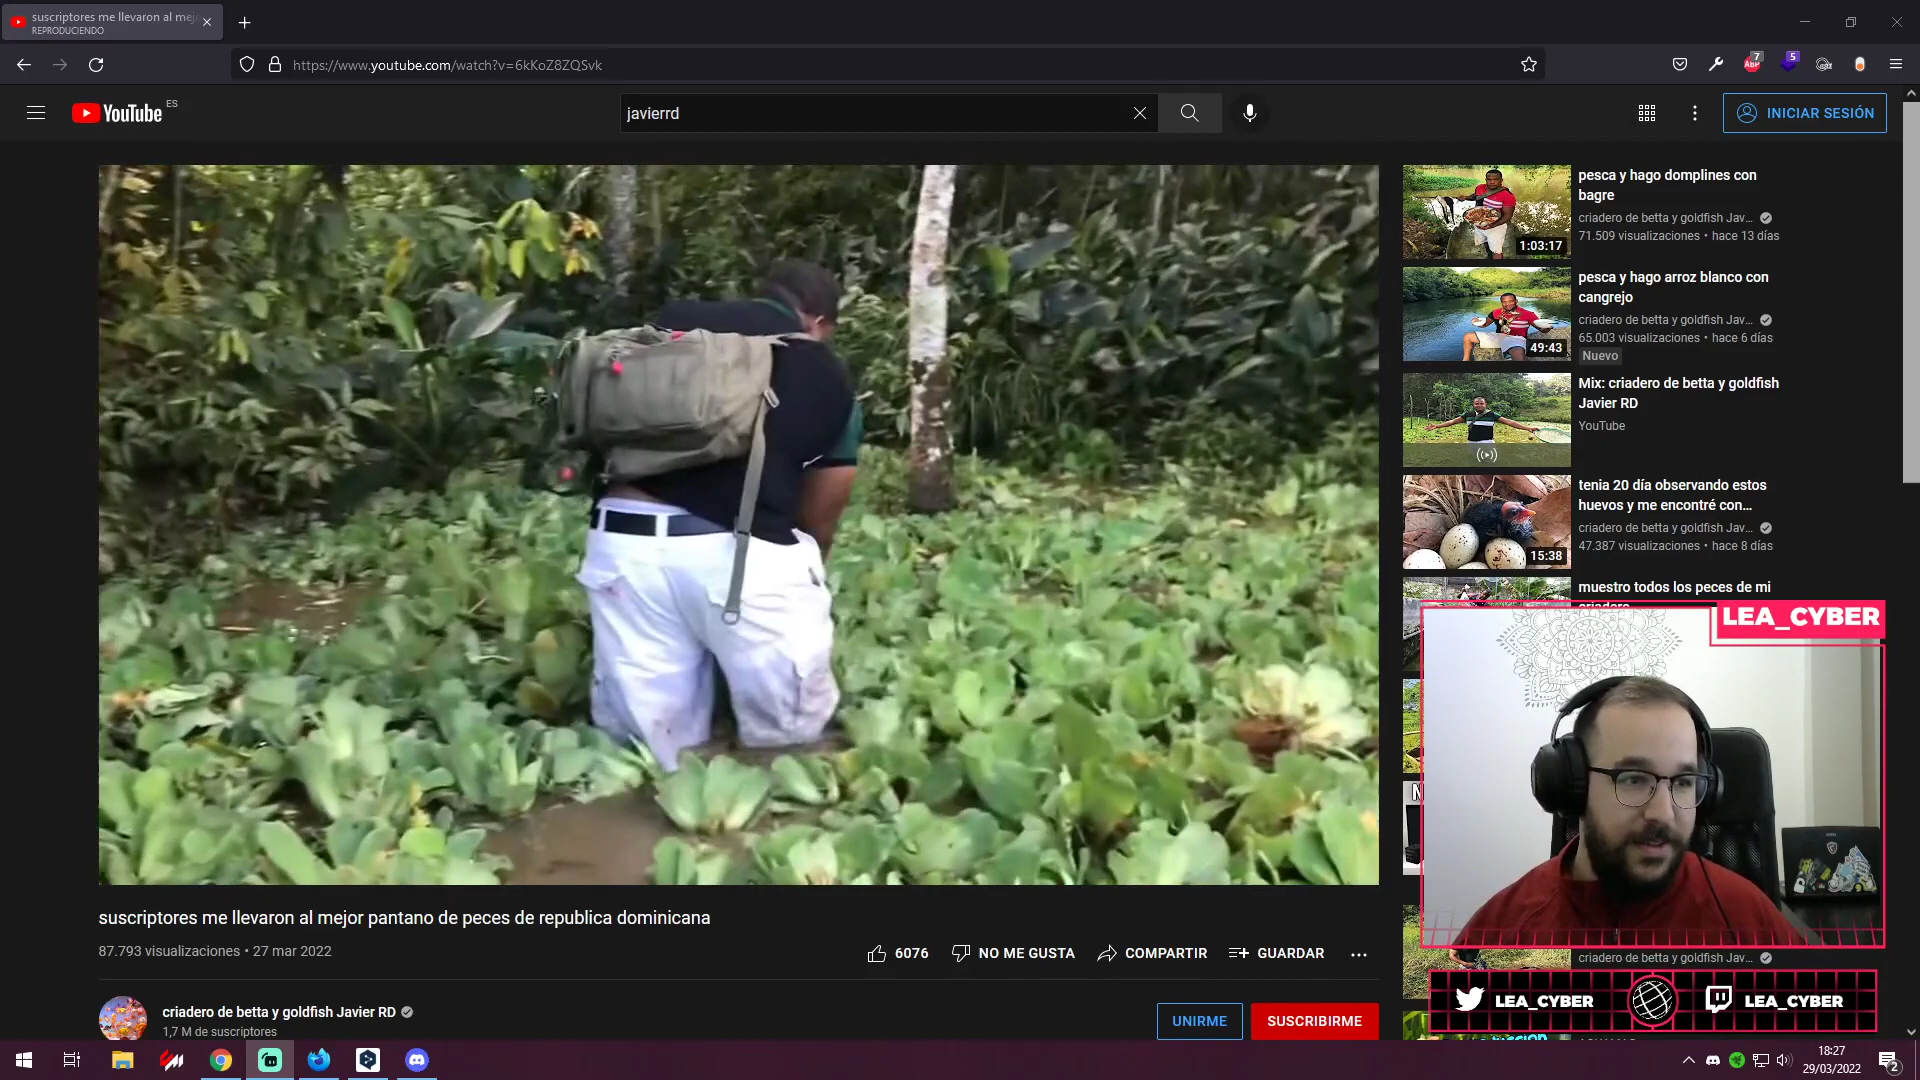 suscriptores me llevaron al mej
REPRODUCIENDO
https://www.youtube.com/watch?v=6kKoZ8ZQSvk
ABP
7
5
YouTube
ES
javierrd
INICIAR SESIÓN
pesca y hago domplines con
bagre
criadero de betta y goldfish Jav...
71.509 visualizaciones • hace 13 días
1:03:17
pesca y hago arroz blanco con
cangrejo
criadero de betta y goldfish Jav...
65.003 visualizaciones • hace 6 días
Nuevo
49:43
Mix: criadero de betta y goldfish
Javier RD
YouTube
tenia 20 día observando estos
huevos y me encontré con...
criadero de betta y goldfish Jav...
47.387 visualizaciones • hace 8 días
15:38
muestro todos los peces de mi
LEA_CYBER
criadero de betta y goldfish Jav...
LEA_CYBER
LEA_CYBER
suscriptores me llevaron al mejor pantano de peces de republica dominicana
87.793 visualizaciones • 27 mar 2022
6076
NO ME GUSTA
COMPARTIR
GUARDAR
criadero de betta y goldfish Javier RD
1,7 M de suscriptores
UNIRME
SUSCRIBIRME
18:27
29/03/2022
2